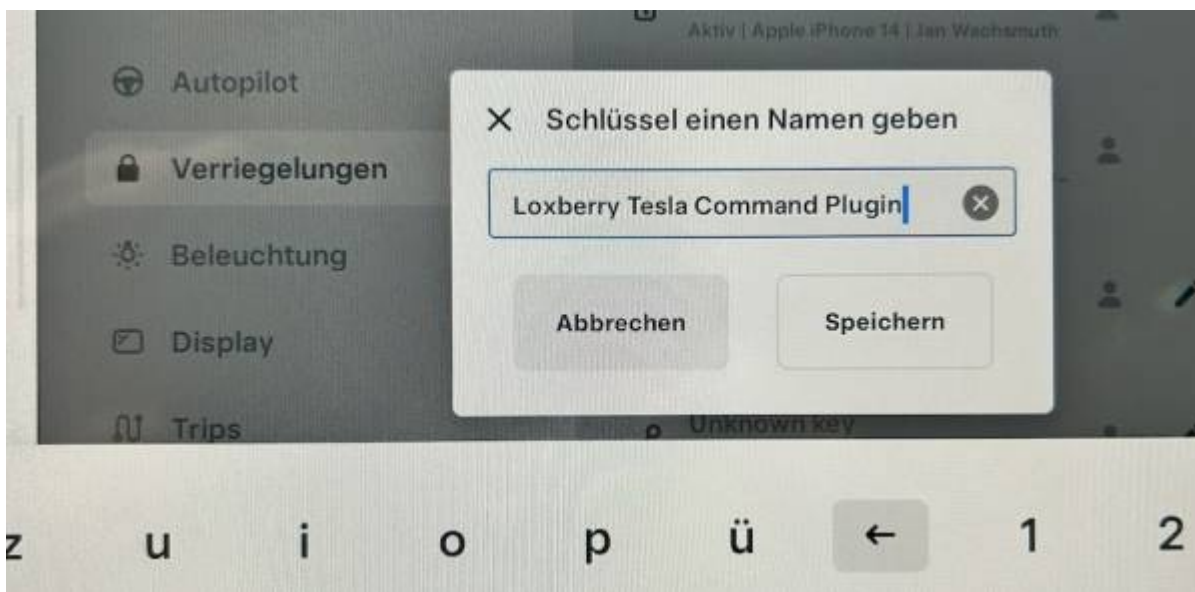 Aktiv | Apple iPhone 14 | Jan Wachsmuth
Autopilot
Verriegelungen
Beleuchtung
Display
Trips
Schlüssel einen Namen geben
Loxberry Tesla Command Plugin
Abbrechen
Speichern
Unknown key
z u i o p ü ← 1 2